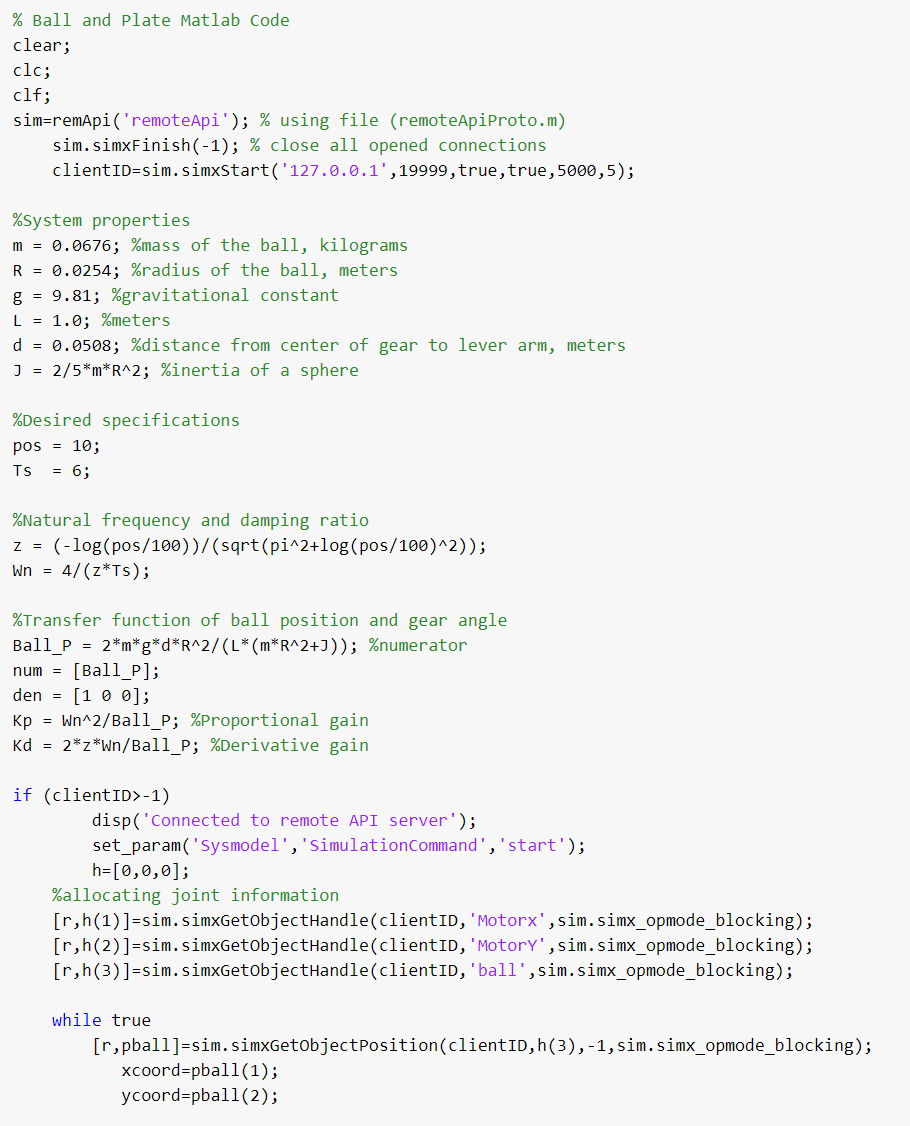 % Ball and Plate Matlab Code
clear;
clc;
clf;
sim=remApi('remoteApi'); % using file (remoteApiProto.m)
    sim.simxFinish(-1); % close all opened connections
    clientID=sim.simxStart('127.0.0.1',19999,true,true,5000,5);

%System properties
m = 0.0676; %mass of the ball, kilograms
R = 0.0254; %radius of the ball, meters
g = 9.81; %gravitational constant
L = 1.0; %meters
d = 0.0508; %distance from center of gear to lever arm, meters
J = 2/5*m*R^2; %inertia of a sphere

%Desired specifications
pos = 10;
Ts  = 6;

%Natural frequency and damping ratio
z = (-log(pos/100))/(sqrt(pi^2+log(pos/100)^2));
Wn = 4/(z*Ts);

%Transfer function of ball position and gear angle
Ball_P = 2*m*g*d*R^2/(L*(m*R^2+J)); %numerator
num = [Ball_P];
den = [1 0 0];
Kp = Wn^2/Ball_P; %Proportional gain
Kd = 2*z*Wn/Ball_P; %Derivative gain

if (clientID>-1)
        disp('Connected to remote API server');
        set_param('Sysmodel','SimulationCommand','start');
        h=[0,0,0];
    %allocating joint information
    [r,h(1)]=sim.simxGetObjectHandle(clientID,'Motorx',sim.simx_opmode_blocking);
    [r,h(2)]=sim.simxGetObjectHandle(clientID,'MotorY',sim.simx_opmode_blocking);
    [r,h(3)]=sim.simxGetObjectHandle(clientID,'ball',sim.simx_opmode_blocking);

    while true
        [r,pball]=sim.simxGetObjectPosition(clientID,h(3),-1,sim.simx_opmode_blocking);
           xcoord=pball(1);
           ycoord=pball(2);